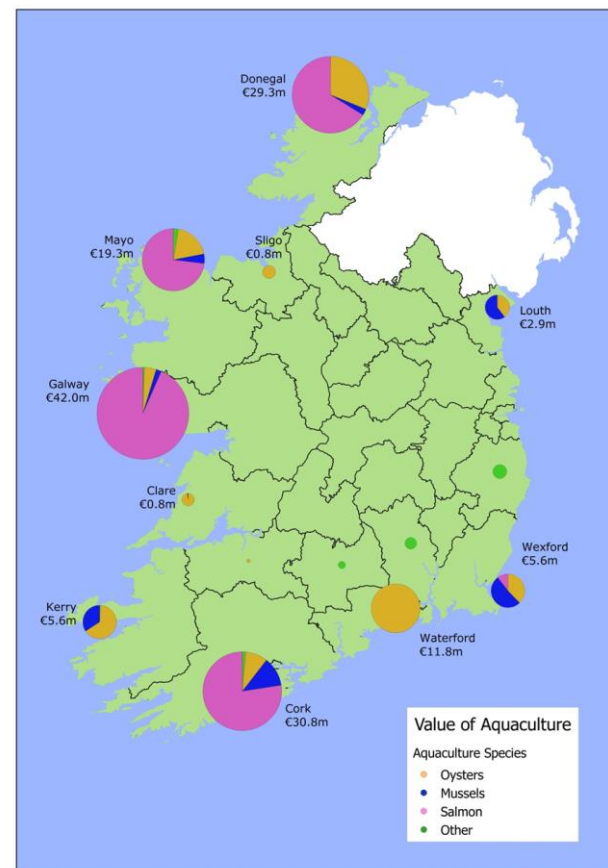 Donegal
€29.3m
Mayo
€19.3m
Sligo
€0.8m
Louth
€2.9m
Galway
€42.0m
Clare
€0.8m
Wexford
€5.6m
Kerry
€5.6m
Waterford
€11.8m
Cork
€30.8m
Value of Aquaculture
Aquaculture Species
Oysters
Mussels
Salmon
Other